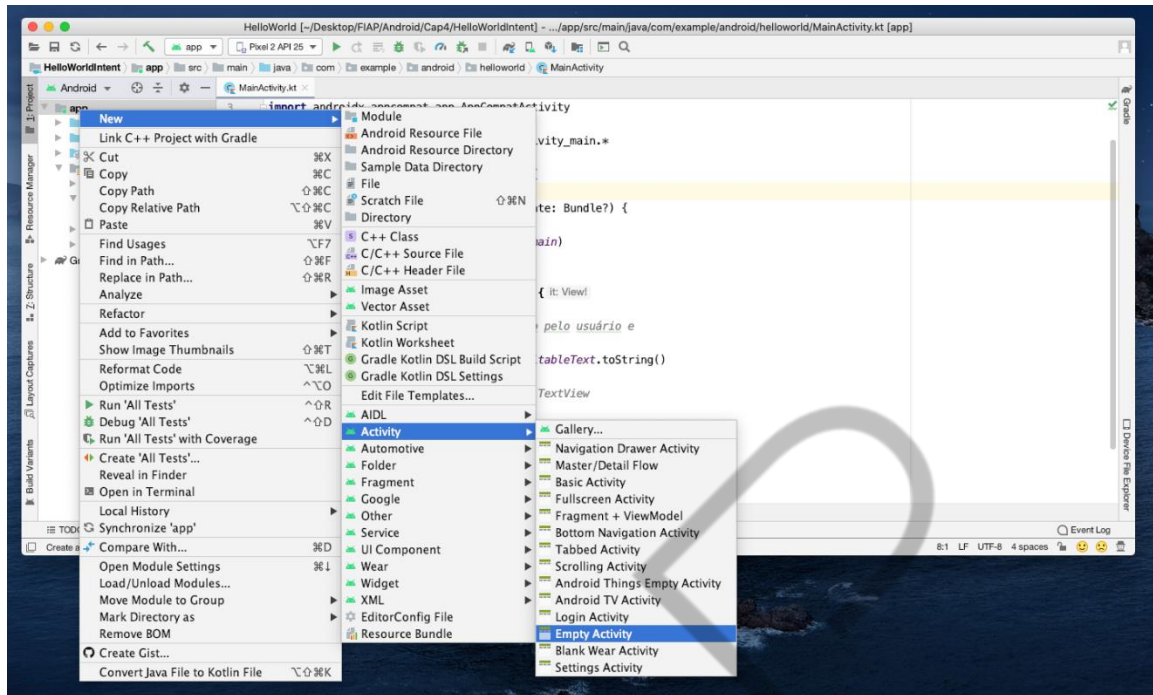 HelloWorld [~/Desktop/FIAP/Android/Cap4/HelloWorldIntent] - .../app/src/main/java/com/example/android/helloworld/MainActivity.kt [app]
app Pixel 2 API 25
HelloWorldIntent app src main java com example android helloworld MainActivity
1: Project
Resource Manager
Z: Structure
Layout Captures
Build Variants
Android MainActivity.kt
app 3 import androidx.appcompat.app.AppCompatActivity
vity_main.*
te: Bundle?) {
ain)
{ it: View!
pelo usuário e
tableText.toString()
TextView
New
Link C++ Project with Gradle
Cut ⌘X
Copy ⌘C
Copy Path ⇧⌘C
Copy Relative Path ⌥⇧⌘C
Paste ⌘V
Find Usages ⌥F7
Find in Path... ⇧⌘F
Replace in Path... ⇧⌘R
Analyze
Refactor
Add to Favorites
Show Image Thumbnails ⇧⌘T
Reformat Code ⌥⌘L
Optimize Imports ^⌥O
Run 'All Tests' ^⇧R
Debug 'All Tests' ^⇧D
Run 'All Tests' with Coverage
Create 'All Tests'...
Reveal in Finder
Open in Terminal
Local History
Synchronize 'app'
Compare With... ⌘D
Open Module Settings ⌘↓
Load/Unload Modules...
Move Module to Group
Mark Directory as
Remove BOM
Create Gist...
Convert Java File to Kotlin File ⌥⇧⌘K
Module
Android Resource File
Android Resource Directory
Sample Data Directory
File
Scratch File ⇧⌘N
Directory
C++ Class
C/C++ Source File
C/C++ Header File
Image Asset
Vector Asset
Kotlin Script
Kotlin Worksheet
Gradle Kotlin DSL Build Script
Gradle Kotlin DSL Settings
Edit File Templates...
AIDL
Activity
Automotive
Folder
Fragment
Google
Other
Service
UI Component
Wear
Widget
XML
EditorConfig File
Resource Bundle
Gallery...
Navigation Drawer Activity
Master/Detail Flow
Basic Activity
Fullscreen Activity
Fragment + ViewModel
Bottom Navigation Activity
Tabbed Activity
Scrolling Activity
Android Things Empty Activity
Android TV Activity
Login Activity
Empty Activity
Blank Wear Activity
Settings Activity
Gradle
Device File Explorer
TODO Event Log
Create a 8:1 LF UTF-8 4 spaces